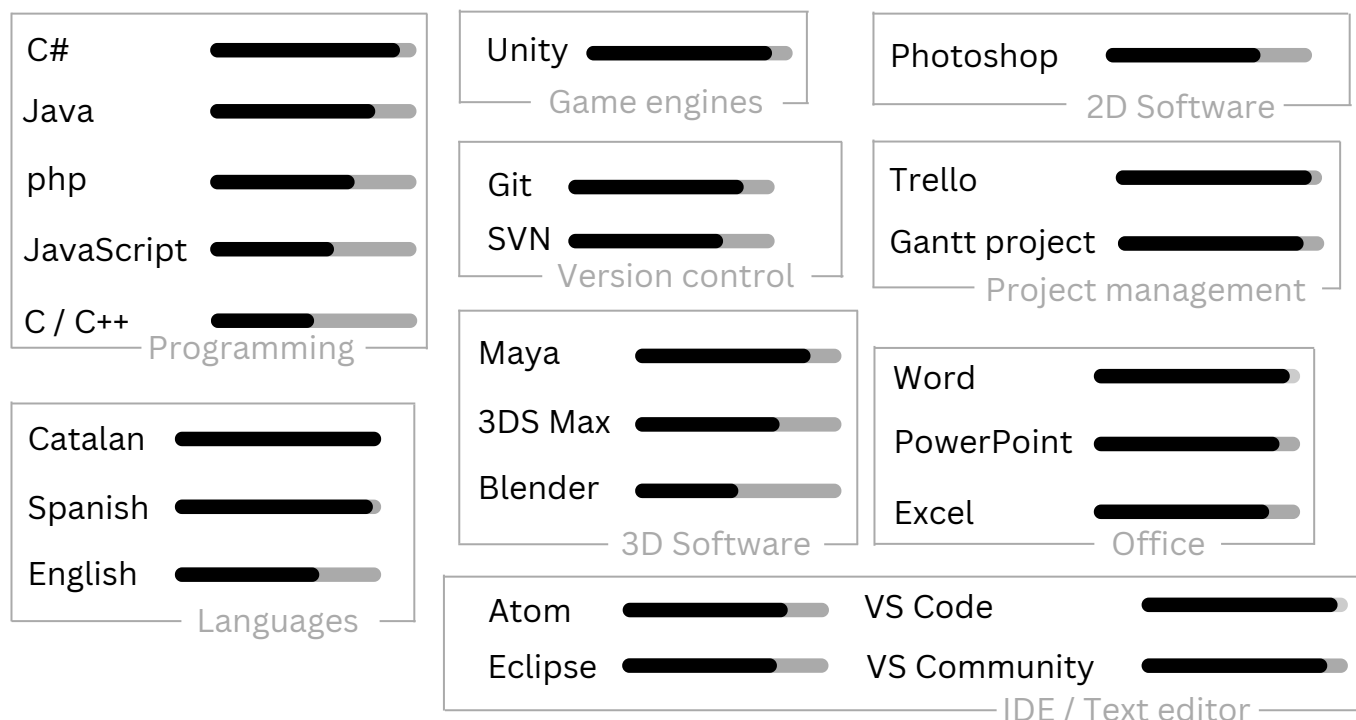 C#
Java
php
JavaScript
C / C++
Programming
Catalan
Spanish
English
Languages
Unity
Game engines
Git
SVN
Version control
Maya
3DS Max
Blender
3D Software
Photoshop
2D Software
Trello
Gantt project
Project management
Word
PowerPoint
Excel
Office
Atom
Eclipse
VS Code
VS Community
IDE / Text editor